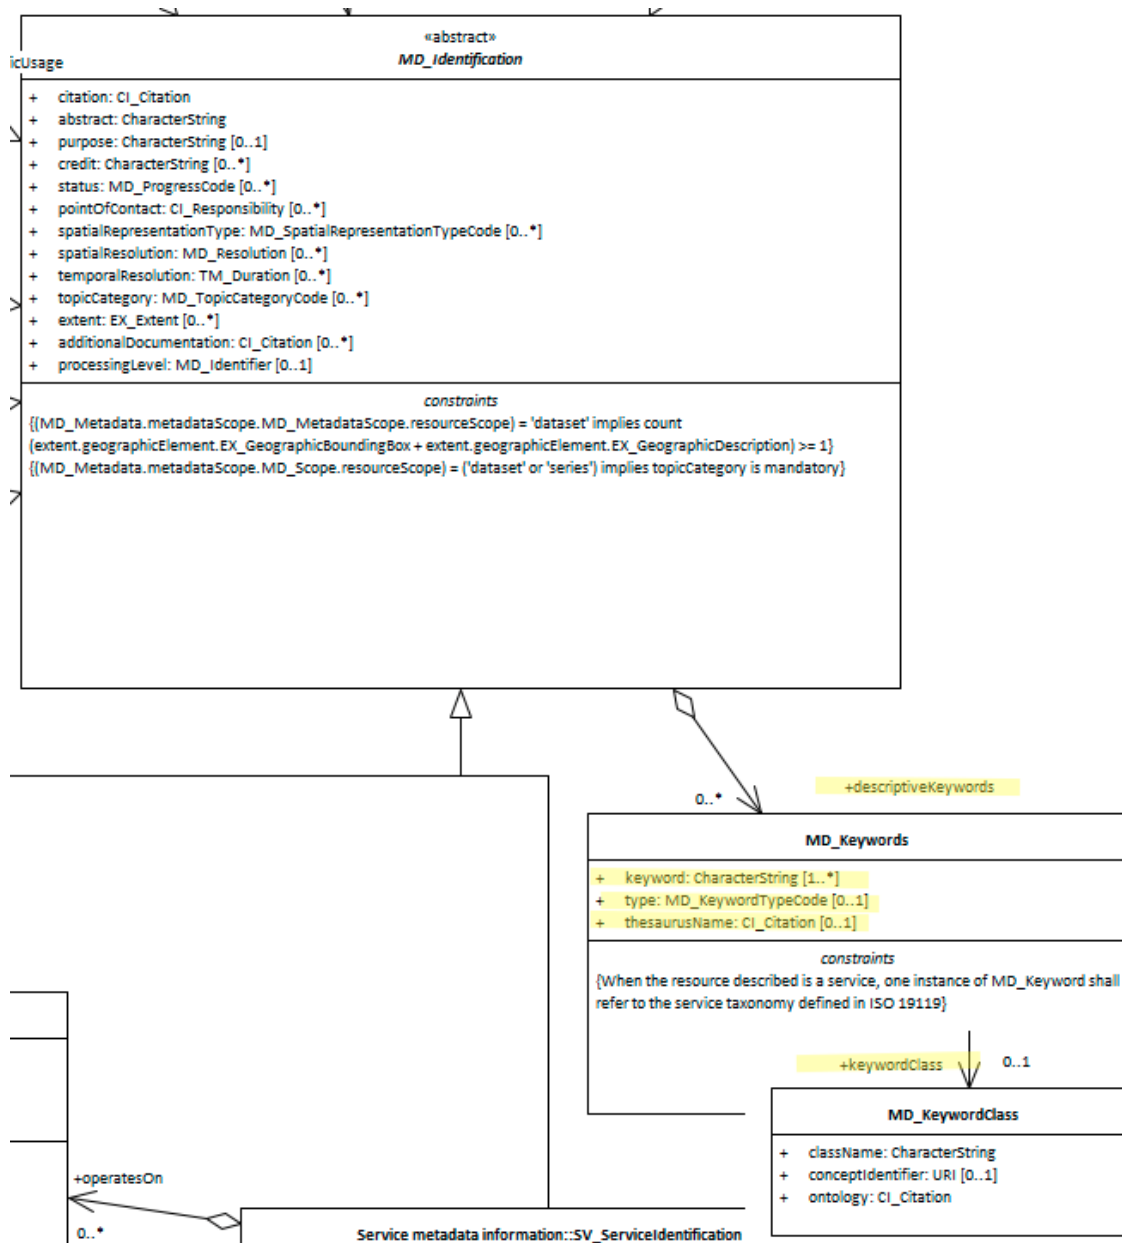 «abstract»
MD_Identification
icUsage
+ citation: CI_Citation
+ abstract: CharacterString
+ purpose: CharacterString [0..1]
+ credit: CharacterString [0..*]
+ status: MD_ProgressCode [0..*]
+ pointOfContact: CI_Responsibility [0..*]
+ spatialRepresentationType: MD_SpatialRepresentationTypeCode [0..*]
+ spatialResolution: MD_Resolution [0..*]
+ temporalResolution: TM_Duration [0..*]
+ topicCategory: MD_TopicCategoryCode [0..*]
+ extent: EX_Extent [0..*]
+ additionalDocumentation: CI_Citation [0..*]
+ processingLevel: MD_Identifier [0..1]
constraints
{(MD_Metadata.metadataScope.MD_MetadataScope.resourceScope) = 'dataset' implies count
(extent.geographicElement.EX_GeographicBoundingBox + extent.geographicElement.EX_GeographicDescription) >= 1}
{(MD_Metadata.metadataScope.MD_Scope.resourceScope) = ('dataset' or 'series') implies topicCategory is mandatory}
+descriptiveKeywords
0..*
MD_Keywords
+ keyword: CharacterString [1..*]
+ type: MD_KeywordTypeCode [0..1]
+ thesaurusName: CI_Citation [0..1]
constraints
{When the resource described is a service, one instance of MD_Keyword shall
refer to the service taxonomy defined in ISO 19119}
+keywordClass
0..1
MD_KeywordClass
+ className: CharacterString
+ conceptIdentifier: URI [0..1]
+ ontology: CI_Citation
+operatesOn
0..*
Service metadata information::SV_ServiceIdentification